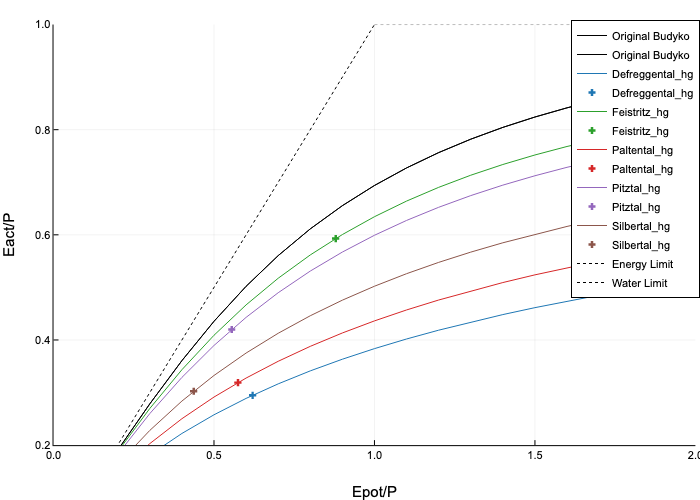 1.0
0.8
0.6
0.4
0.2
Eact/P
0.0
0.5
1.0
1.5
2.0
Epot/P
Original Budyko
Original Budyko
Defreggental_hg
Defreggental_hg
Feistritz_hg
Feistritz_hg
Paltental_hg
Paltental_hg
Pitztal_hg
Pitztal_hg
Silbertal_hg
Silbertal_hg
Energy Limit
Water Limit